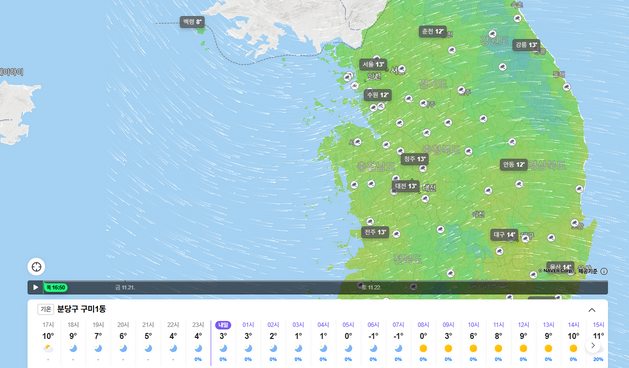 백령 8°
춘천 12°
강릉 13°
서울 13°
수원 12°
청주 13°
안동 12°
대전 13°
전주 13°
대구 14°
울산 14°
© NAVER Corp. 제공기준
목 16:50
금 11.21.
토 11.22.
기온
분당구 구미1동
17시 18시 19시 20시 21시 22시 23시 내일 01시 02시 03시 04시 05시 06시 07시 08시 09시 10시 11시 12시 13시 14시 15시
10° 9° 7° 6° 5° 4° 4° 3° 3° 2° 1° 1° 0° -1° -1° 0° 3° 6° 8° 9° 9° 10° 11°
- - - - - - 0% 0% 0% 0% 0% 0% 0% 0% 0% 0% 0% 0% 0% 0% 0% 0% 20%